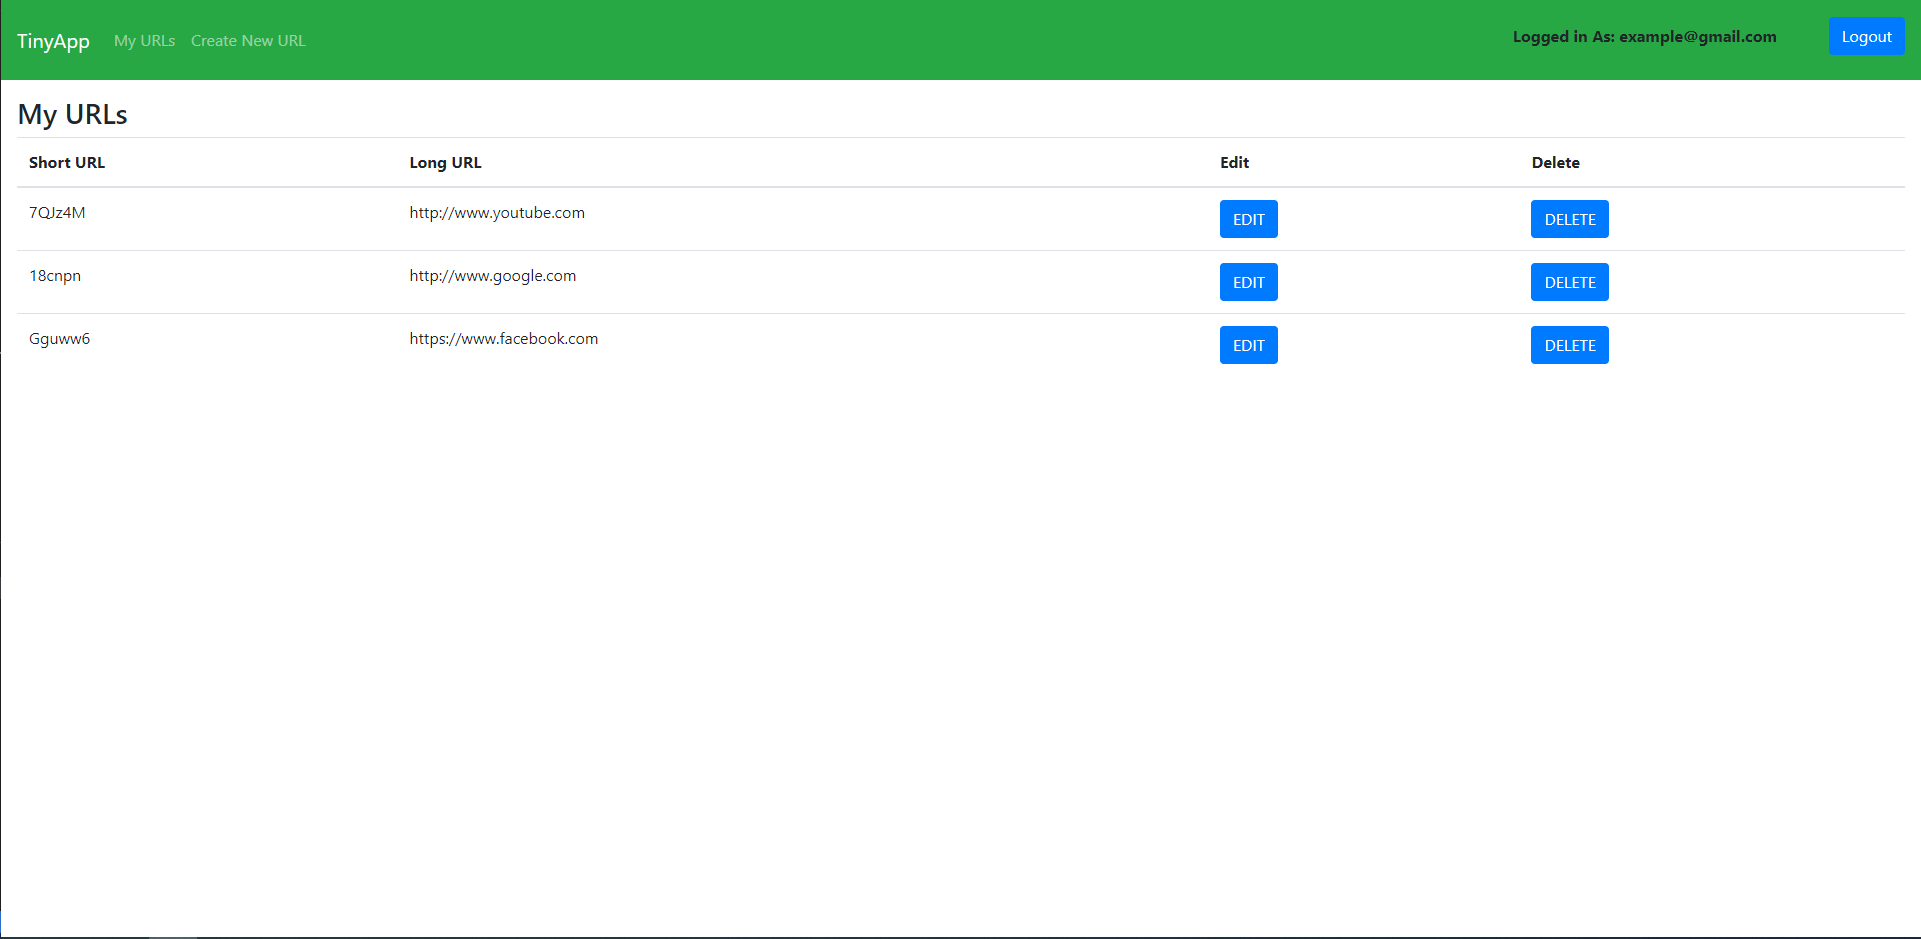 TinyApp My URLs Create New URL Logged in As: example@gmail.com Logout
My URLs
Short URL Long URL Edit Delete
7QJz4M http://www.youtube.com EDIT DELETE
18cnpn http://www.google.com EDIT DELETE
Gguww6 https://www.facebook.com EDIT DELETE